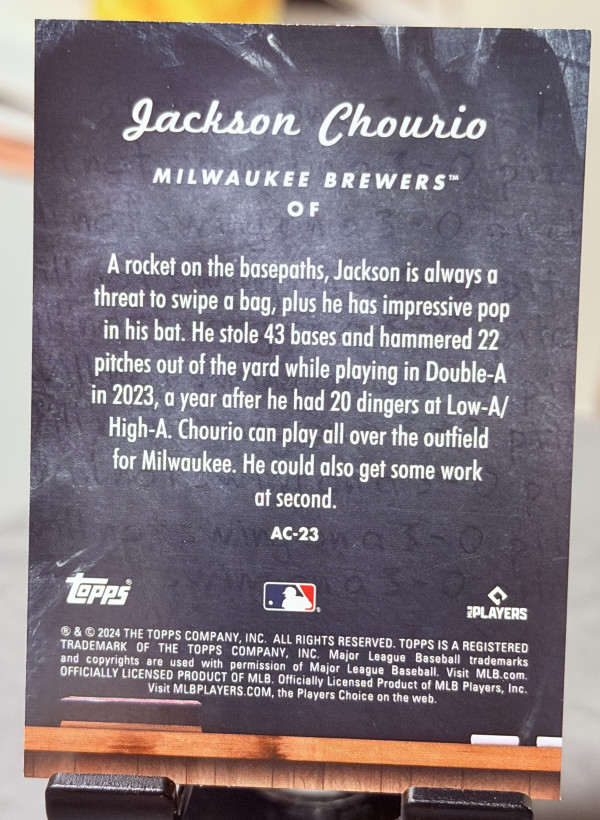 Jackson Chourio
MILWAUKEE BREWERS™
OF
A rocket on the basepaths, Jackson is always a
threat to swipe a bag, plus he has impressive pop
in his bat. He stole 43 bases and hammered 22
pitches out of the yard while playing in Double-A
in 2023, a year after he had 20 dingers at Low-A/
High-A. Chourio can play all over the outfield
for Milwaukee. He could also get some work
at second.
AC-23
Topps®
MLB PLAYERS
® & © 2024 THE TOPPS COMPANY, INC. ALL RIGHTS RESERVED. TOPPS IS A REGISTERED
TRADEMARK OF THE TOPPS COMPANY, INC. Major League Baseball trademarks
and copyrights are used with permission of Major League Baseball. Visit MLB.com.
OFFICIALLY LICENSED PRODUCT OF MLB. Officially Licensed Product of MLB Players, Inc.
Visit MLBPLAYERS.COM, the Players Choice on the web.